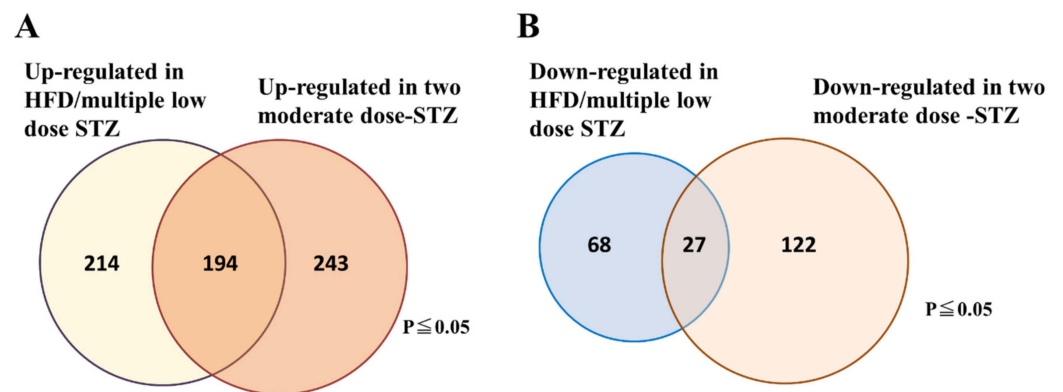 A
Up-regulated in
HFD/multiple low
dose STZ
Up-regulated in two
moderate dose-STZ
214
194
243
P≦0.05
B
Down-regulated in
HFD/multiple low
dose STZ
Down-regulated in two
moderate dose -STZ
68
27
122
P≦0.05